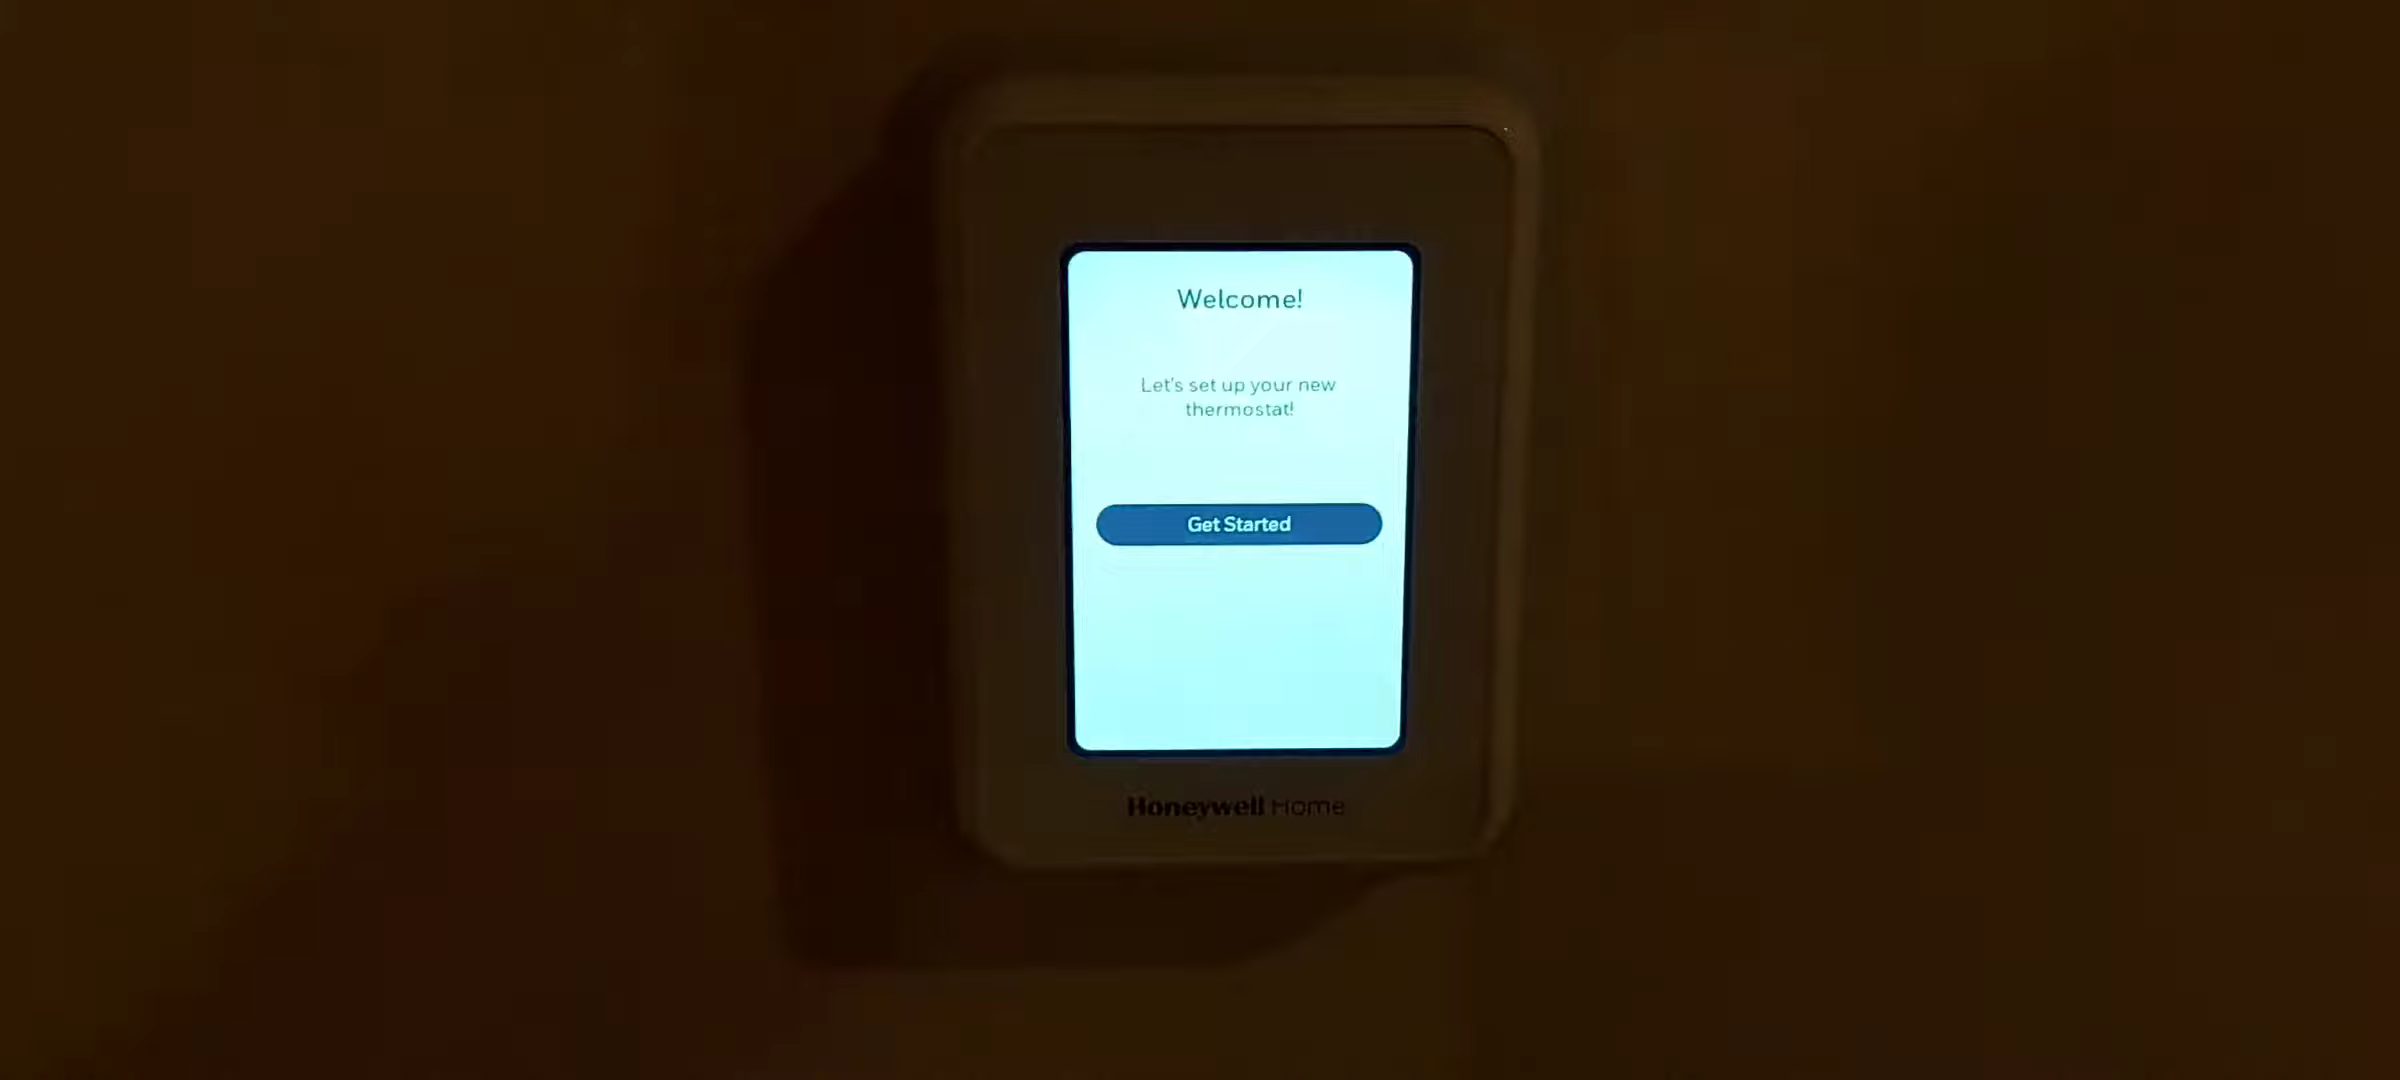 Welcome!
Let's set up your new
thermostat!
Get Started
Honeywell Home